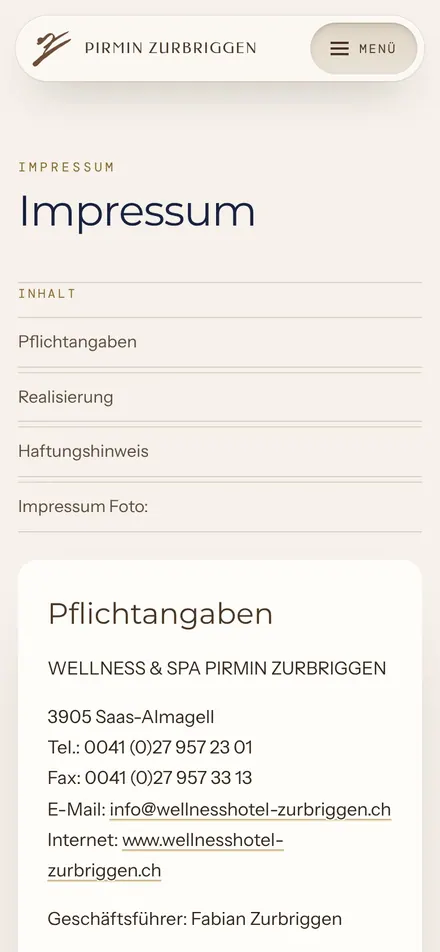 PIRMIN ZURBRIGGEN
MENÜ
IMPRESSUM
Impressum
INHALT
Pflichtangaben
Realisierung
Haftungshinweis
Impressum Foto:
Pflichtangaben
WELLNESS & SPA PIRMIN ZURBRIGGEN
3905 Saas-Almagell
Tel.: 0041 (0)27 957 23 01
Fax: 0041 (0)27 957 33 13
E-Mail: info@wellnesshotel-zurbriggen.ch
Internet: www.wellnesshotel-
zurbriggen.ch
Geschäftsführer: Fabian Zurbriggen